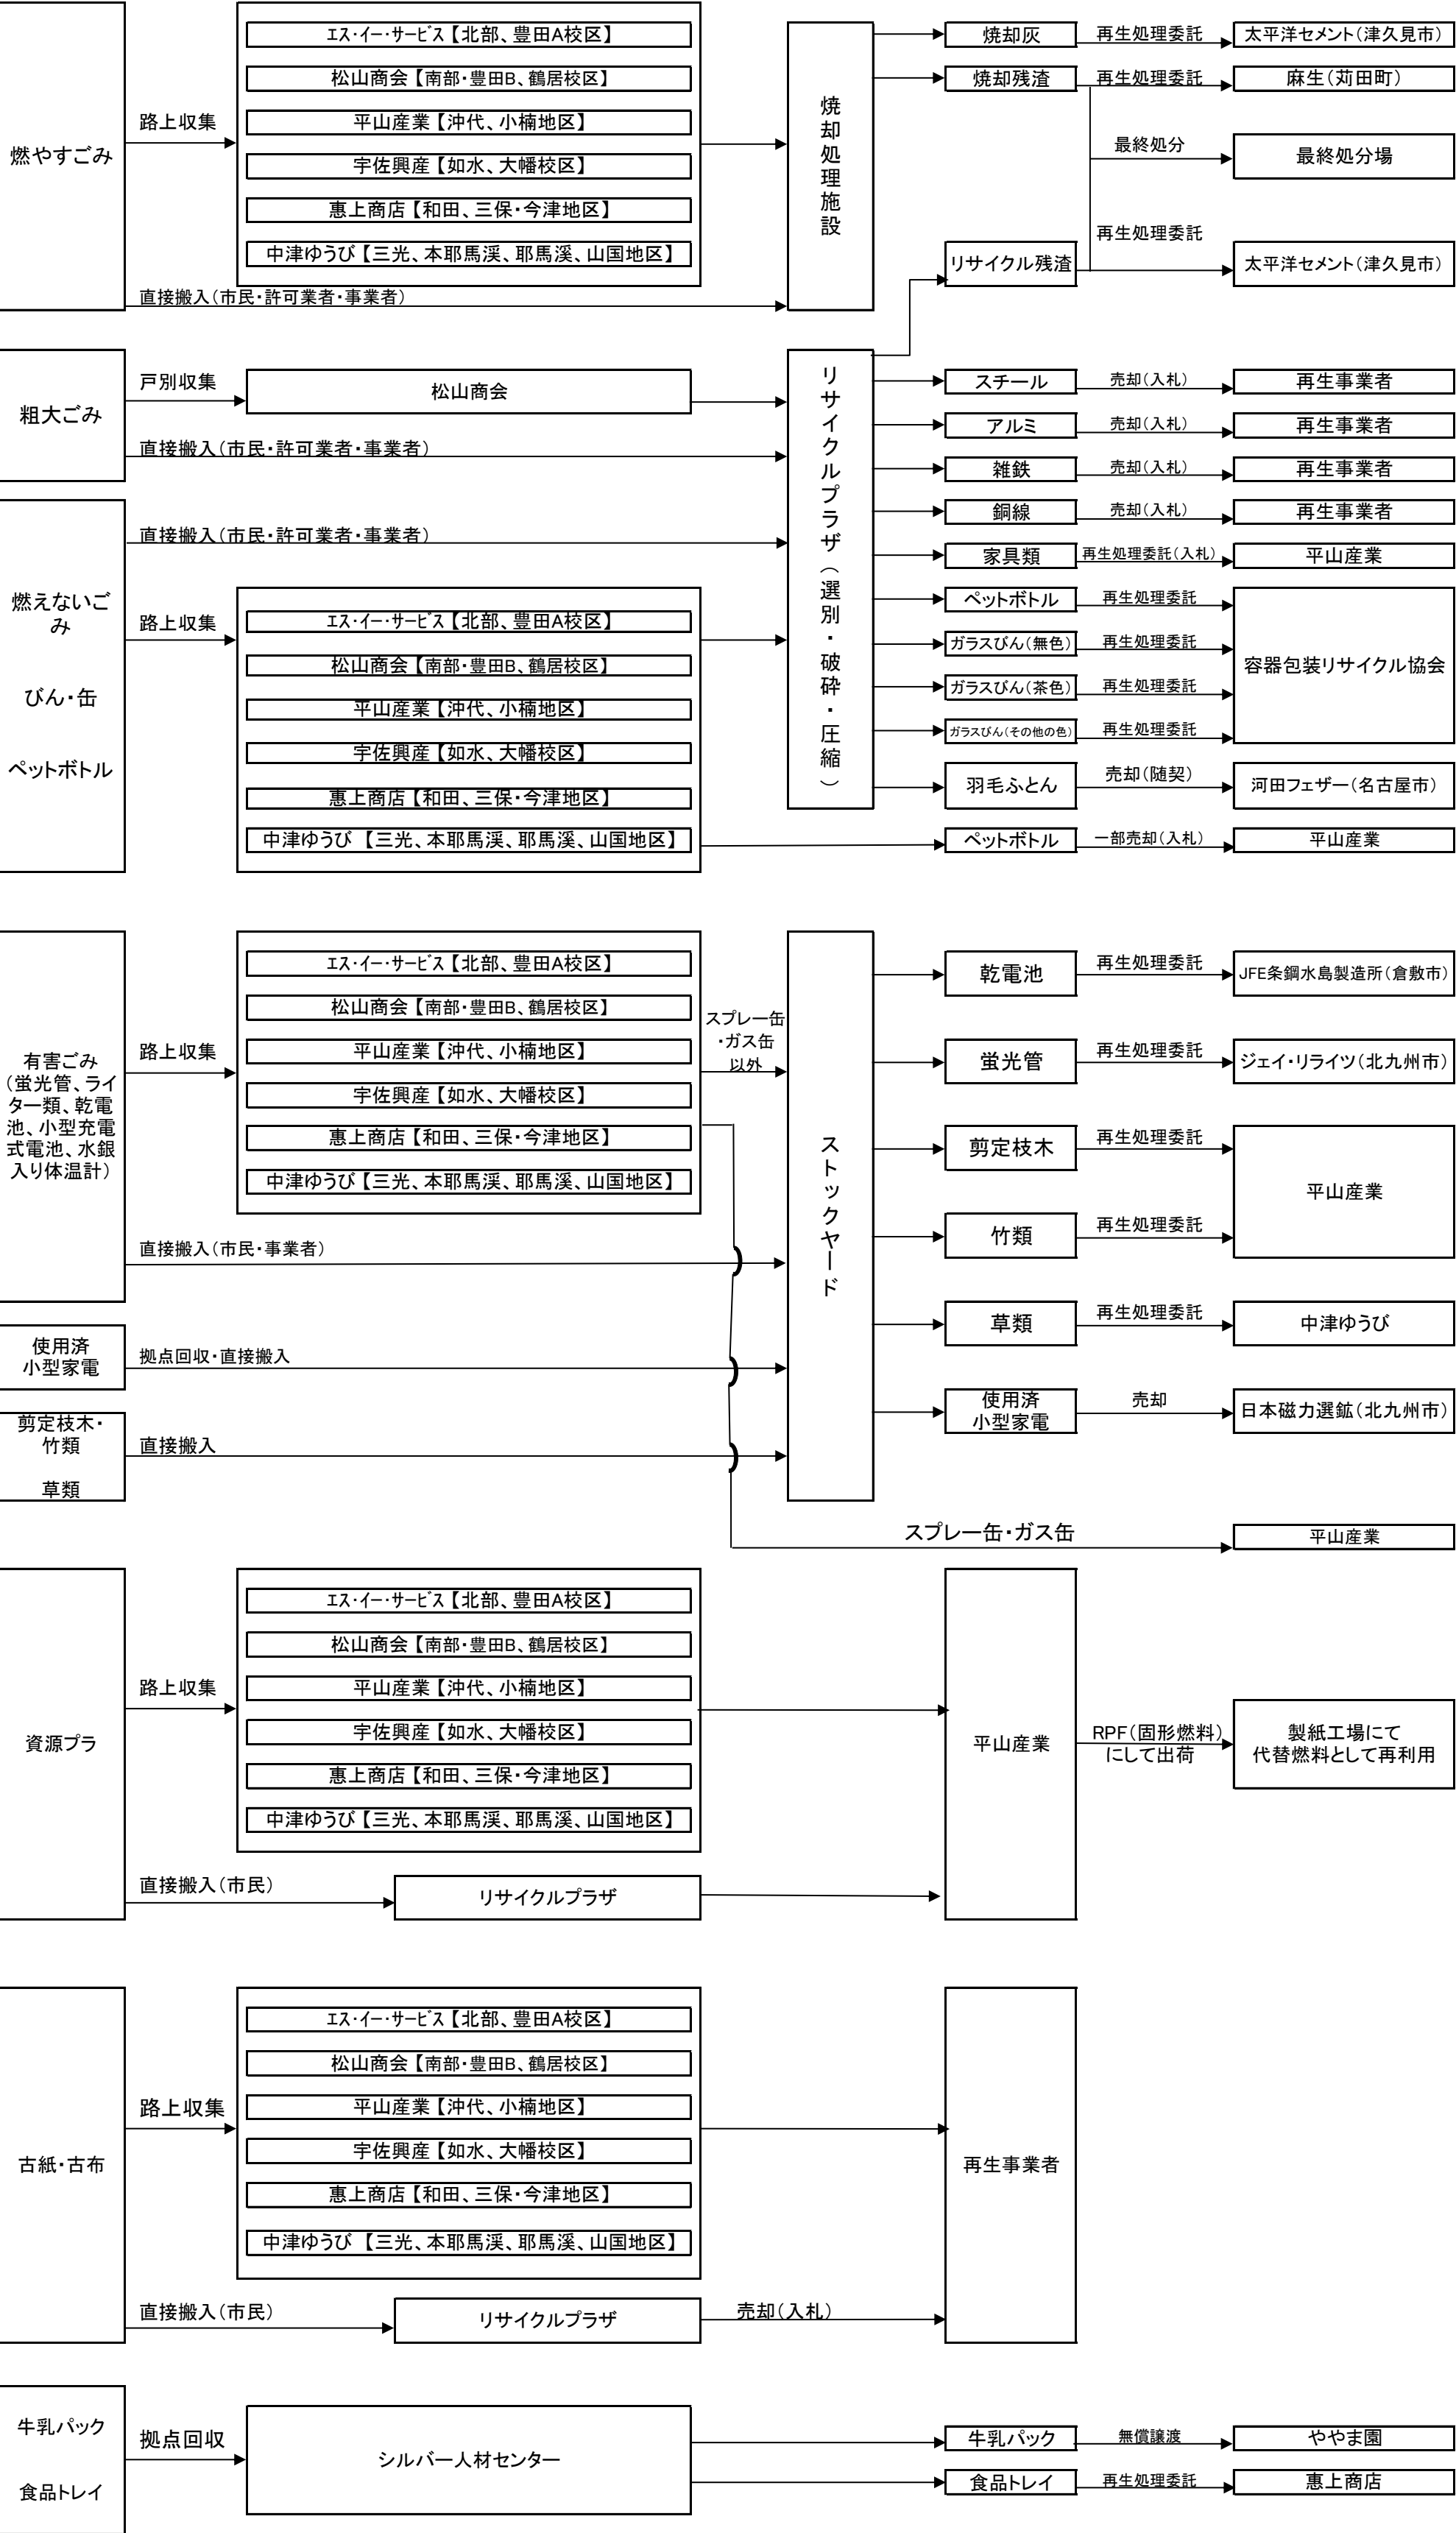 燃やすごみ
路上収集
エス・イー・サービス【北部、豊田A校区】
松山商会【南部・豊田B、鶴居校区】
平山産業【沖代、小楠地区】
宇佐興産【如水、大幡校区】
惠上商店【和田、三保・今津地区】
中津ゆうび【三光、本耶馬渓、耶馬溪、山国地区】
直接搬入(市民・許可業者・事業者)
焼却処理施設
焼却灰
再生処理委託
太平洋セメント(津久見市)
焼却残渣
再生処理委託
麻生(苅田町)
最終処分
最終処分場
リサイクル残渣
再生処理委託
太平洋セメント(津久見市)
粗大ごみ
戸別収集
松山商会
直接搬入(市民・許可業者・事業者)
燃えないご
み
びん・缶
ペットボトル
直接搬入(市民・許可業者・事業者)
路上収集
エス・イー・サービス【北部、豊田A校区】
松山商会【南部・豊田B、鶴居校区】
平山産業【沖代、小楠地区】
宇佐興産【如水、大幡校区】
惠上商店【和田、三保・今津地区】
中津ゆうび 【三光、本耶馬渓、耶馬溪、山国地区】
リサイクルプラザ(選別・破砕・圧縮)
スチール
売却(入札)
再生事業者
アルミ
売却(入札)
再生事業者
雑鉄
売却(入札)
再生事業者
銅線
売却(入札)
再生事業者
家具類
再生処理委託(入札)
平山産業
ペットボトル
再生処理委託
ガラスびん(無色)
再生処理委託
ガラスびん(茶色)
再生処理委託
ガラスびん(その他の色)
再生処理委託
容器包装リサイクル協会
羽毛ふとん
売却(随契)
河田フェザー(名古屋市)
ペットボトル
一部売却(入札)
平山産業
有害ごみ
(蛍光管、ライ
ター類、乾電
池、小型充電
式電池、水銀
入り体温計)
路上収集
エス・イー・サービス【北部、豊田A校区】
松山商会【南部・豊田B、鶴居校区】
平山産業【沖代、小楠地区】
宇佐興産【如水、大幡校区】
惠上商店【和田、三保・今津地区】
中津ゆうび【三光、本耶馬渓、耶馬溪、山国地区】
スプレー缶
・ガス缶
以外
直接搬入(市民・事業者)
使用済
小型家電
拠点回収・直接搬入
剪定枝木・
竹類
草類
直接搬入
ストックヤード
乾電池
再生処理委託
JFE条鋼水島製造所(倉敷市)
蛍光管
再生処理委託
ジェイ・リライツ(北九州市)
剪定枝木
再生処理委託
竹類
再生処理委託
平山産業
草類
再生処理委託
中津ゆうび
使用済
小型家電
売却
日本磁力選鉱(北九州市)
スプレー缶・ガス缶
平山産業
資源プラ
路上収集
エス・イー・サービス【北部、豊田A校区】
松山商会【南部・豊田B、鶴居校区】
平山産業【沖代、小楠地区】
宇佐興産【如水、大幡校区】
惠上商店【和田、三保・今津地区】
中津ゆうび【三光、本耶馬渓、耶馬溪、山国地区】
直接搬入(市民)
リサイクルプラザ
平山産業
RPF(固形燃料)
にして出荷
製紙工場にて
代替燃料として再利用
古紙・古布
路上収集
エス・イー・サービス【北部、豊田A校区】
松山商会【南部・豊田B、鶴居校区】
平山産業【沖代、小楠地区】
宇佐興産【如水、大幡校区】
惠上商店【和田、三保・今津地区】
中津ゆうび 【三光、本耶馬渓、耶馬溪、山国地区】
直接搬入(市民)
リサイクルプラザ
売却(入札)
再生事業者
牛乳パック
食品トレイ
拠点回収
シルバー人材センター
牛乳パック
無償譲渡
ややま園
食品トレイ
再生処理委託
惠上商店